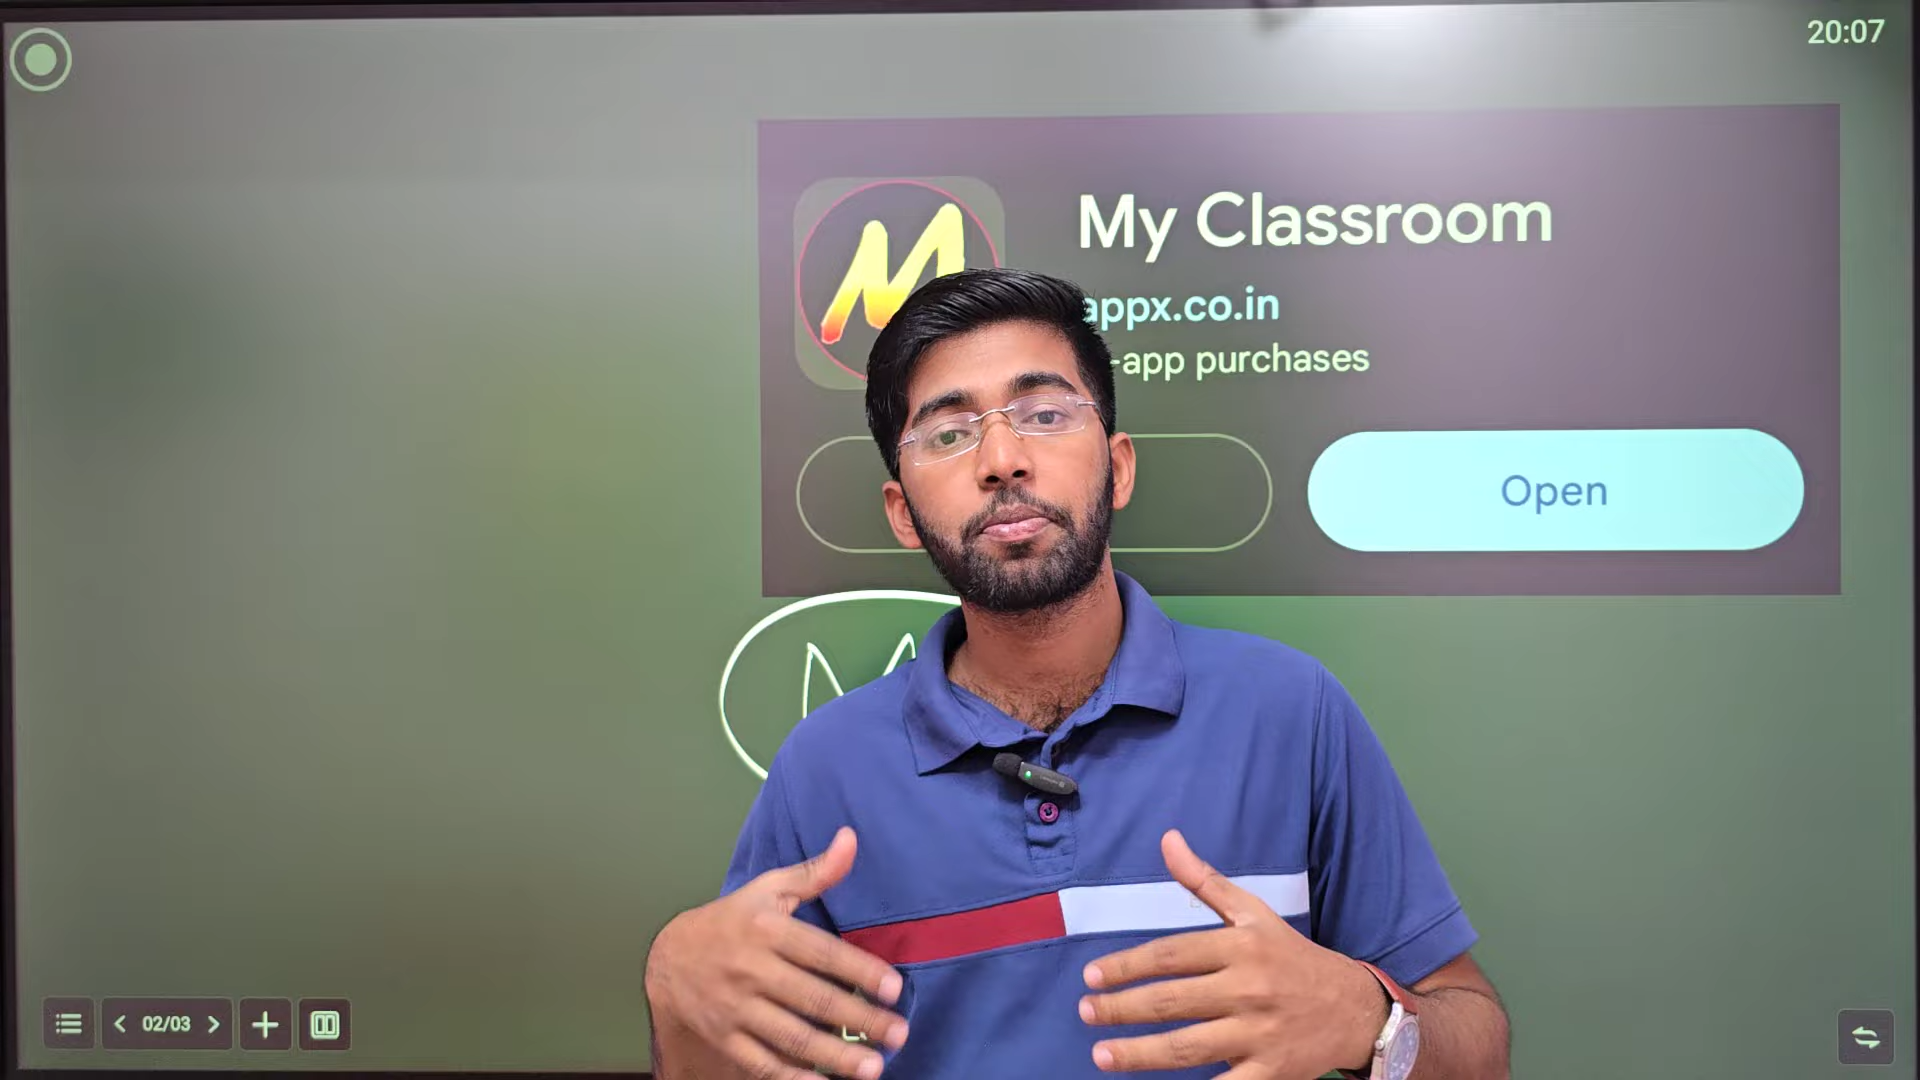 20:07
My Classroom
appx.co.in
-app purchases
Open
M
02/03